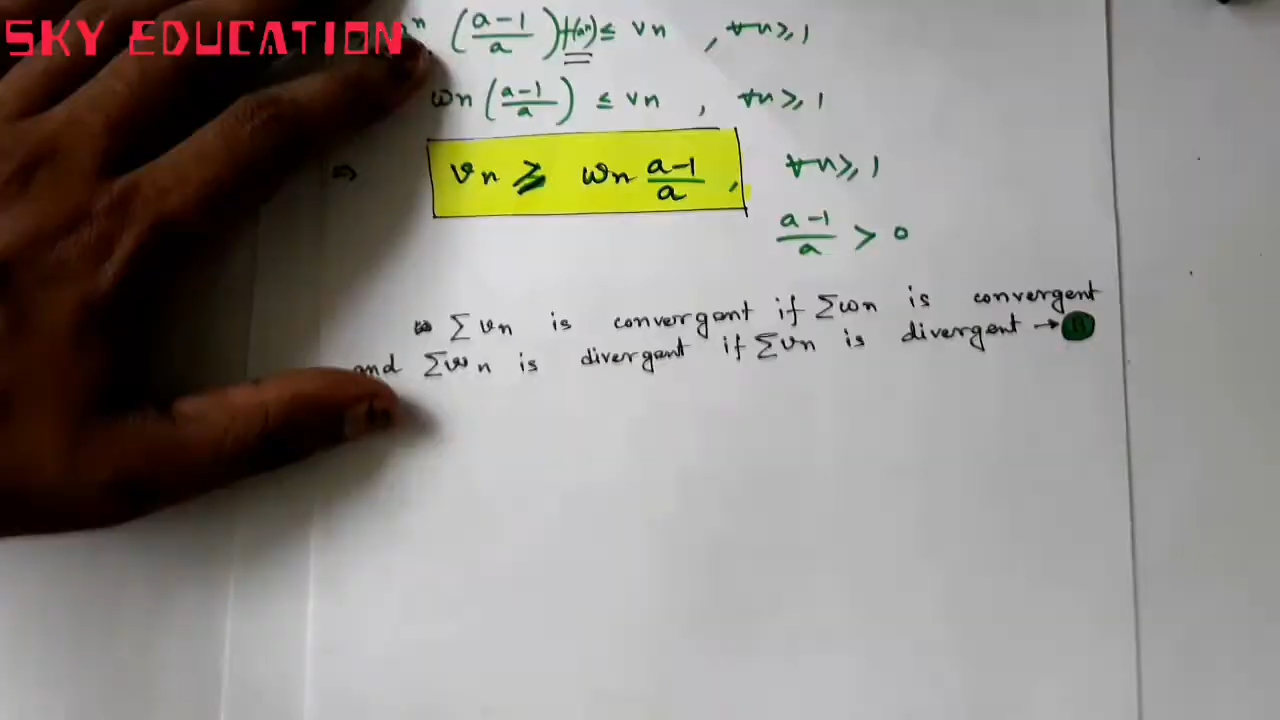 SKY EDUCATION
n (a-1/a) f(aⁿ) ≤ vn , ∀n≥,1
wn (a-1/a) ≤ vn , ∀n≥,1
⇒ vn ≥ wn a-1/a , ∀n≥,1
a-1/a > 0
∑vn is convergent if ∑wn is convergent
and ∑wn is divergent if ∑vn is divergent →